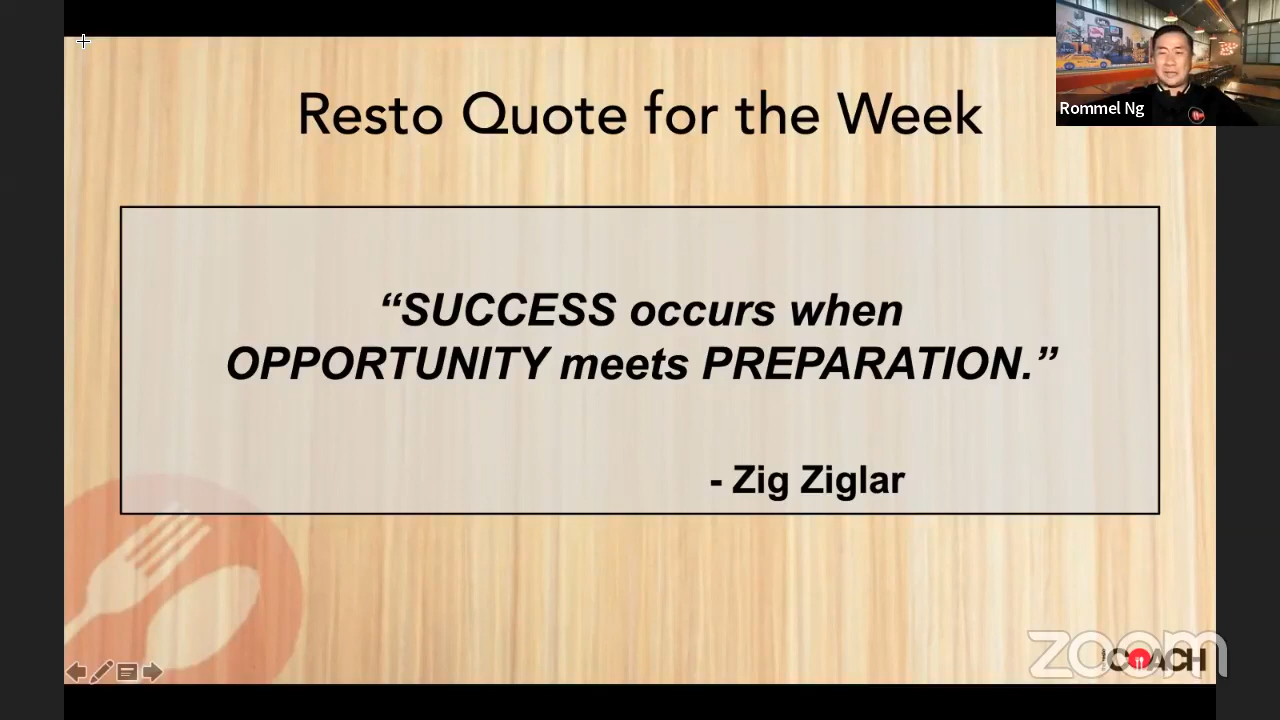 Rommel Ng
Resto Quote for the Week
“SUCCESS occurs when
OPPORTUNITY meets PREPARATION.”
- Zig Ziglar
zoom
COACH